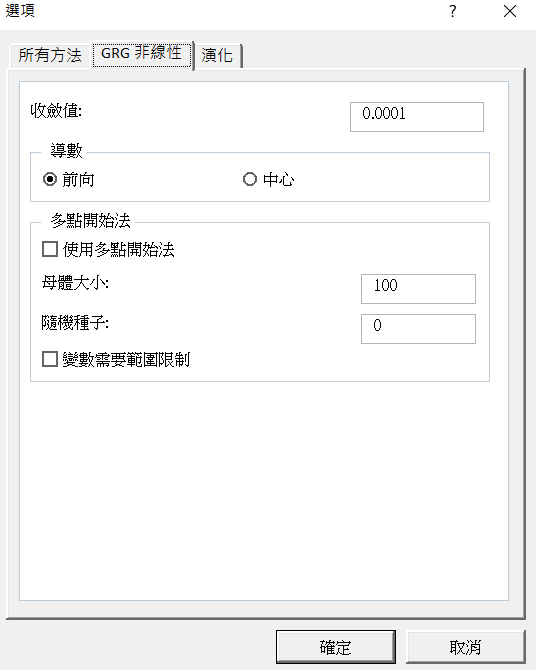 選項
?
所有方法 GRG 非線性 演化
收斂值: 0.0001
導數
前向 中心
多點開始法
使用多點開始法
母體大小: 100
隨機種子: 0
變數需要範圍限制
確定 取消